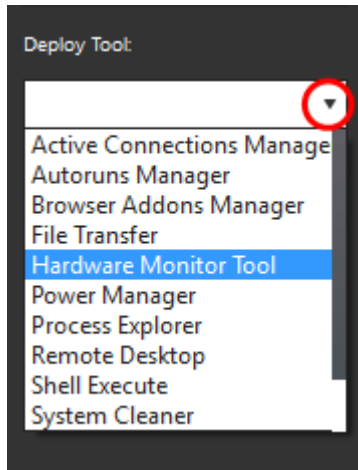 Deploy Tool:
Active Connections Manage
Autoruns Manager
Browser Addons Manager
File Transfer
Hardware Monitor Tool
Power Manager
Process Explorer
Remote Desktop
Shell Execute
System Cleaner